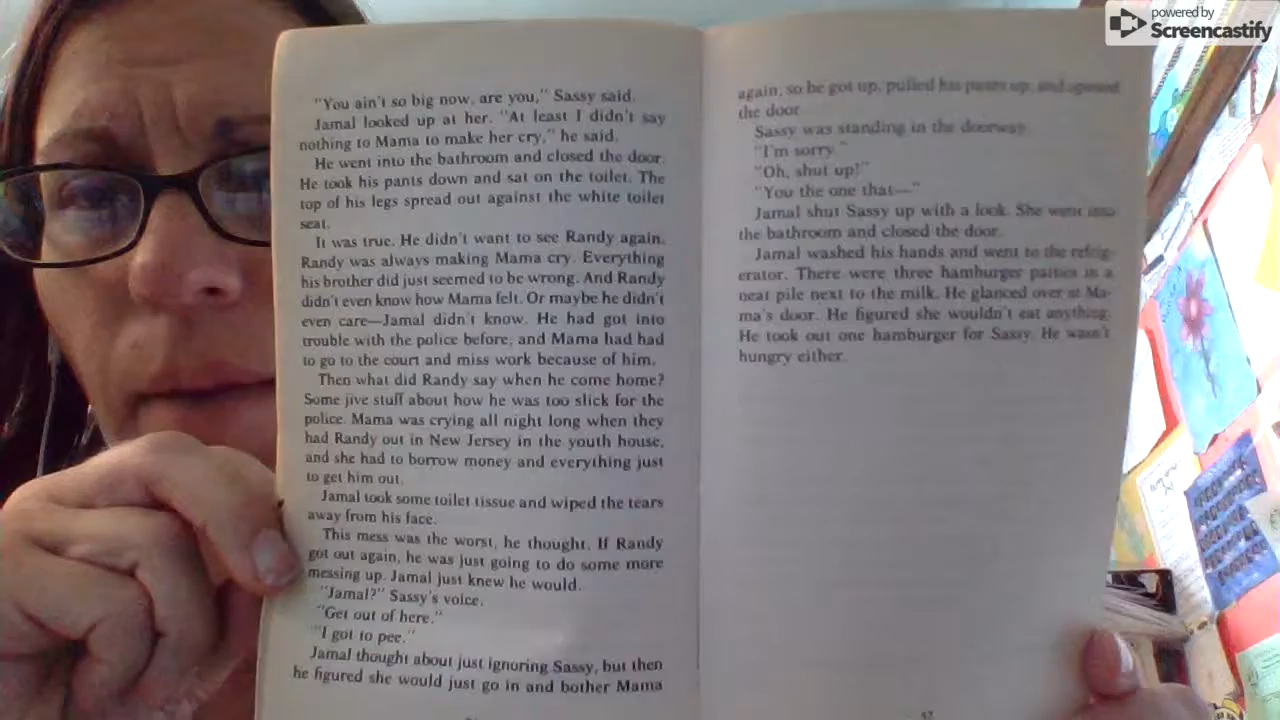 powered by
Screencastify
"You ain't so big now, are you," Sassy said.
Jamal looked up at her. "At least I didn't say
nothing to Mama to make her cry," he said.
He went into the bathroom and closed the door.
He took his pants down and sat on the toilet. The
top of his legs spread out against the white toilet
seat.
It was true. He didn't want to see Randy again.
Randy was always making Mama cry. Everything
his brother did just seemed to be wrong. And Randy
didn't even know how Mama felt. Or maybe he didn't
even care—Jamal didn't know. He had got into
trouble with the police before, and Mama had had
to go to the court and miss work because of him.
Then what did Randy say when he come home?
Some jive stuff about how he was too slick for the
police. Mama was crying all night long when they
had Randy out in New Jersey in the youth house,
and she had to borrow money and everything just
to get him out.
Jamal took some toilet tissue and wiped the tears
away from his face.
This mess was the worst, he thought. If Randy
got out again, he was just going to do some more
messing up. Jamal just knew he would.
"Jamal?" Sassy's voice.
"Get out of here."
"I got to pee."
Jamal thought about just ignoring Sassy, but then
he figured she would just go in and bother Mama
again, so he got up, pulled his pants up, and opened
the door.
Sassy was standing in the doorway.
"I'm sorry."
"Oh, shut up!"
"You the one that—"
Jamal shut Sassy up with a look. She went into
the bathroom and closed the door.
Jamal washed his hands and went to the refrig-
erator. There were three hamburger patties in a
neat pile next to the milk. He glanced over at Ma-
ma's door. He figured she wouldn't eat anything.
He took out one hamburger for Sassy. He wasn't
hungry either.